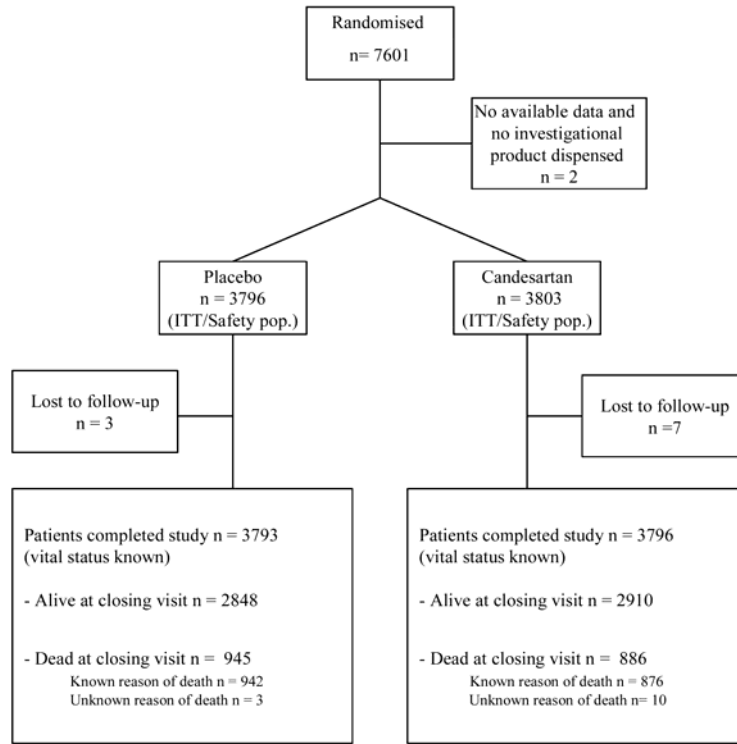 Randomised
n= 7601
No available data and
no investigational
product dispensed
n = 2
Placebo
n = 3796
(ITT/Safety pop.)
Candesartan
n = 3803
(ITT/Safety pop.)
Lost to follow-up
n = 3
Lost to follow-up
n =7
Patients completed study n = 3793
(vital status known)
- Alive at closing visit n = 2848
- Dead at closing visit n = 945
Known reason of death n = 942
Unknown reason of death n = 3
Patients completed study n = 3796
(vital status known)
- Alive at closing visit n = 2910
- Dead at closing visit n = 886
Known reason of death n = 876
Unknown reason of death n= 10